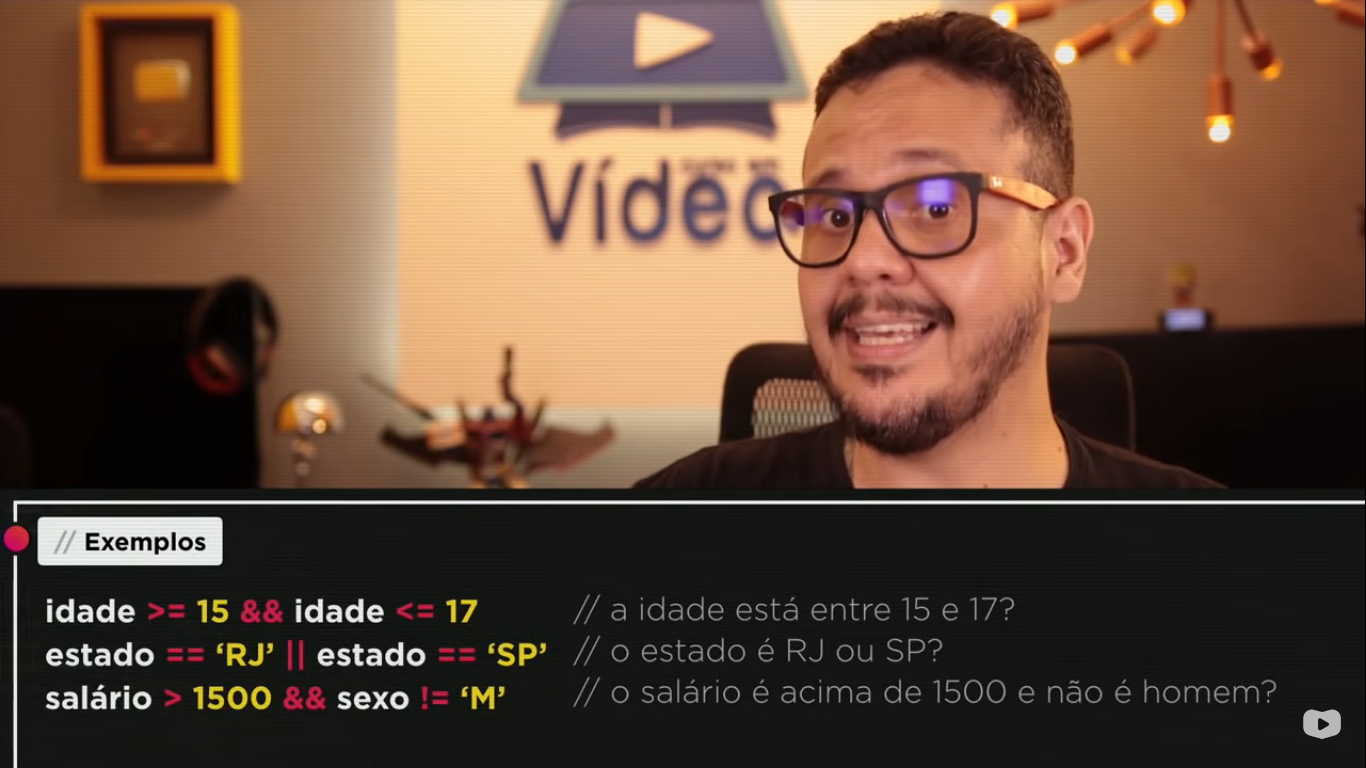 Vídeo
// Exemplos
idade >= 15 && idade <= 17 // a idade está entre 15 e 17?
estado == ‘RJ’ || estado == ‘SP’ // o estado é RJ ou SP?
salário > 1500 && sexo != ‘M’ // o salário é acima de 1500 e não é homem?